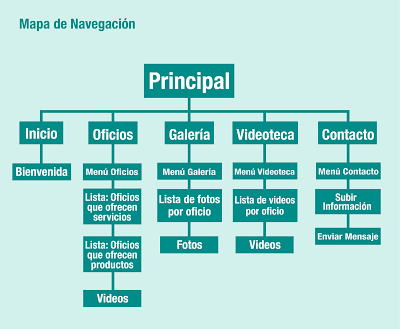 Mapa de Navegación
Principal
Inicio
Oficios
Galería
Videoteca
Contacto
Bienvenida
Menú Oficios
Menú Galería
Menú Videoteca
Menú Contacto
Lista: Oficios
que ofrecen
servicios
Lista de fotos
por oficio
Lista de videos
por oficio
Subir
Información
Lista: Oficios
que ofrecen
productos
Fotos
Videos
Enviar Mensaje
Videos